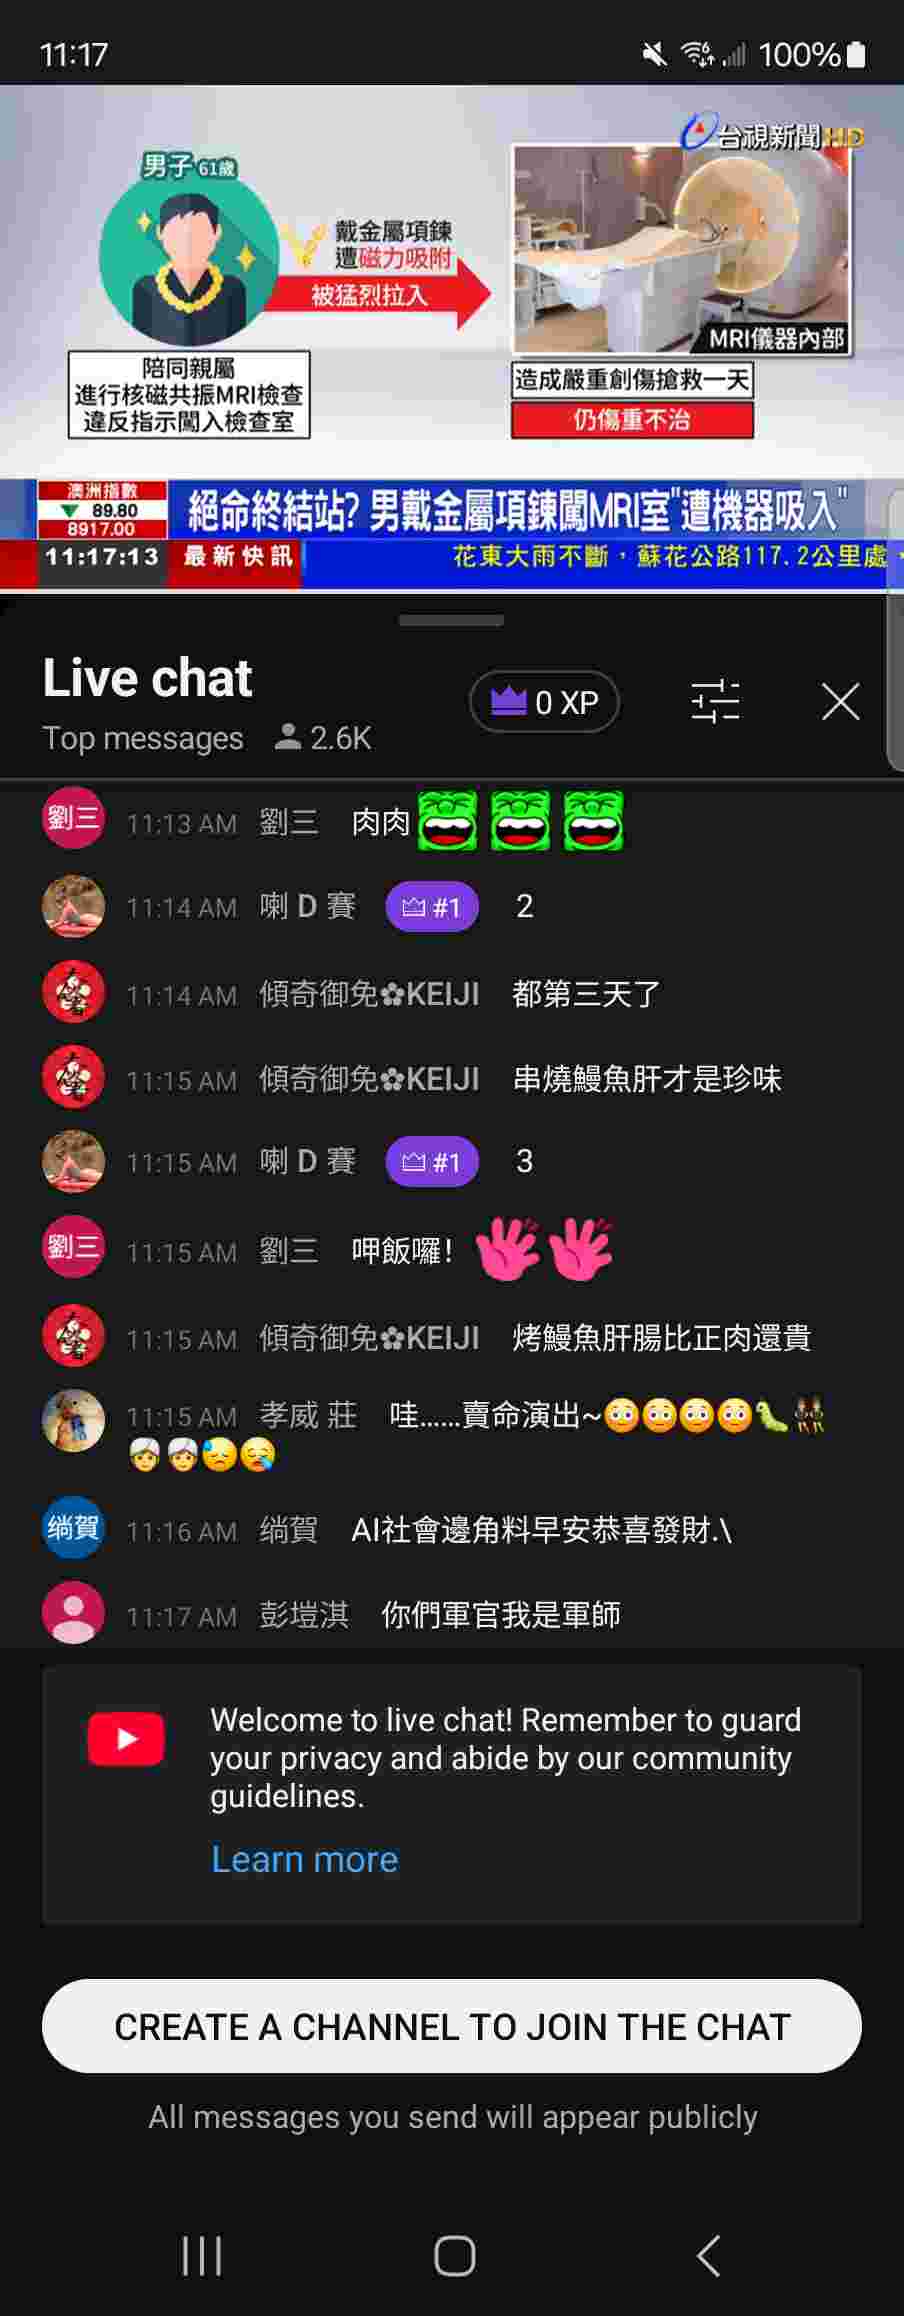 11:17
6
100%
台視新聞HD
男子 61歲
戴金屬項鍊
遭磁力吸附
被猛烈拉入
MRI儀器內部
陪同親屬
進行核磁共振MRI檢查
違反指示闖入檢查室
造成嚴重創傷搶救一天
仍傷重不治
澳洲指數
▼ 89.80
8917.00
絕命終結站? 男戴金屬項鍊闖MRI室"遭機器吸入"
11:17:13 最新快訊 花東大雨不斷，蘇花公路117.2公里處
Live chat
Top messages 2.6K
0 XP
劉三 11:13 AM 劉三 肉肉
11:14 AM 喇 D 賽 #1 2
11:14 AM 傾奇御免✿KEIJI 都第三天了
11:15 AM 傾奇御免✿KEIJI 串燒鰻魚肝才是珍味
11:15 AM 喇 D 賽 #1 3
劉三 11:15 AM 劉三 呷飯囉!
11:15 AM 傾奇御免✿KEIJI 烤鰻魚肝腸比正肉還貴
11:15 AM 孝威 莊 哇......賣命演出~😳😳😳😳🐛👯
👳👳😓😪
绱賀 11:16 AM 绱賀 AI社會邊角料早安恭喜發財.\
11:17 AM 彭塏淇 你們軍官我是軍師
Welcome to live chat! Remember to guard
your privacy and abide by our community
guidelines.
Learn more
CREATE A CHANNEL TO JOIN THE CHAT
All messages you send will appear publicly